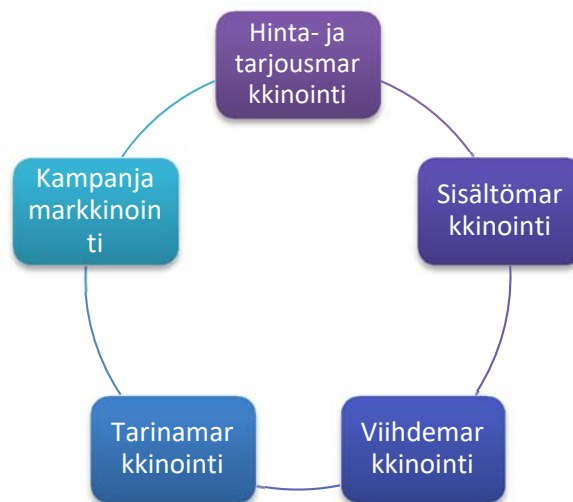 Hinta- ja
tarjousmar
kkinointi
Sisältömar
kkinointi
Viihdemar
kkinointi
Tarinamar
kkinointi
Kampanja
markkinoin
ti